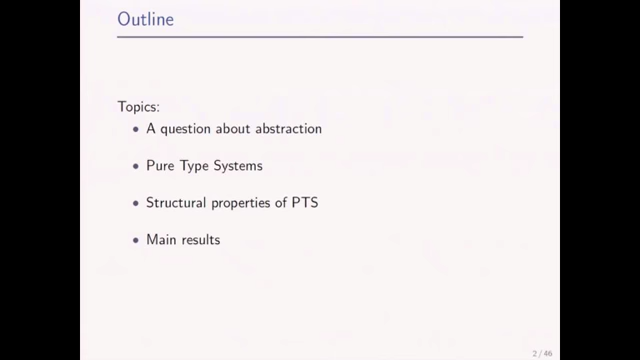 Outline
Topics:
• A question about abstraction
• Pure Type Systems
• Structural properties of PTS
• Main results
2 / 46